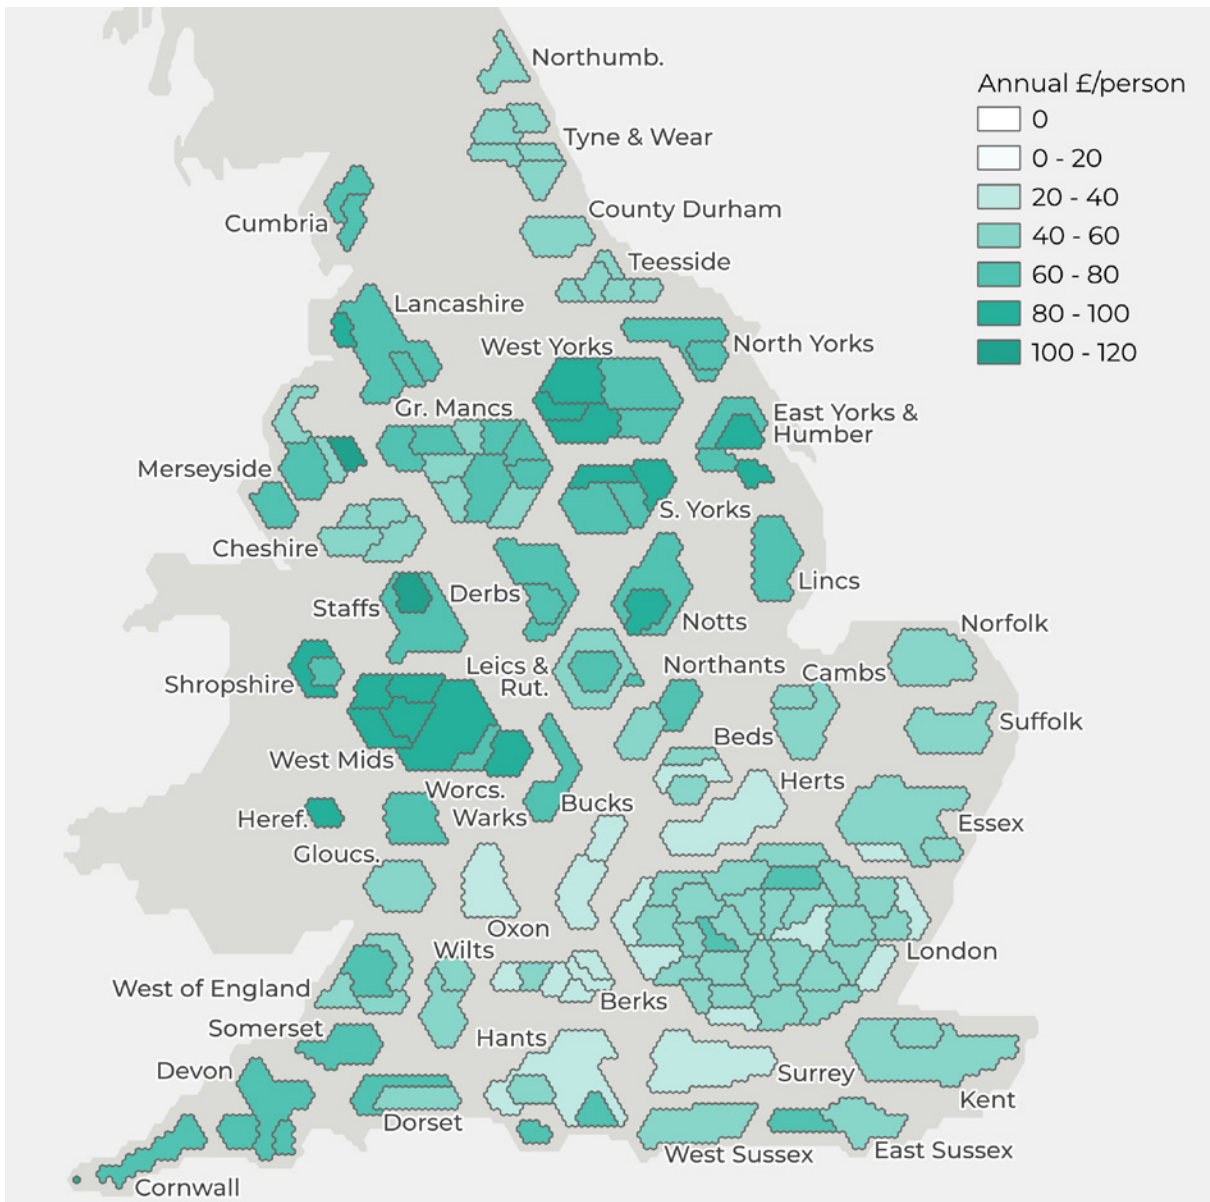 Northumb.
Annual £/person
0
0 - 20
20 - 40
40 - 60
60 - 80
80 - 100
100 - 120
Tyne & Wear
County Durham
Cumbria
Teesside
Lancashire
West Yorks
North Yorks
Gr. Mancs
East Yorks &
Humber
Merseyside
S. Yorks
Cheshire
Lincs
Staffs
Derbs
Notts
Norfolk
Leics &
Rut.
Northants
Cambs
Shropshire
Suffolk
Beds
West Mids
Herts
Worcs.
Bucks
Heref.
Warks
Essex
Gloucs.
Oxon
London
Wilts
West of England
Berks
Somerset
Hants
Devon
Surrey
Kent
Dorset
West Sussex
East Sussex
Cornwall